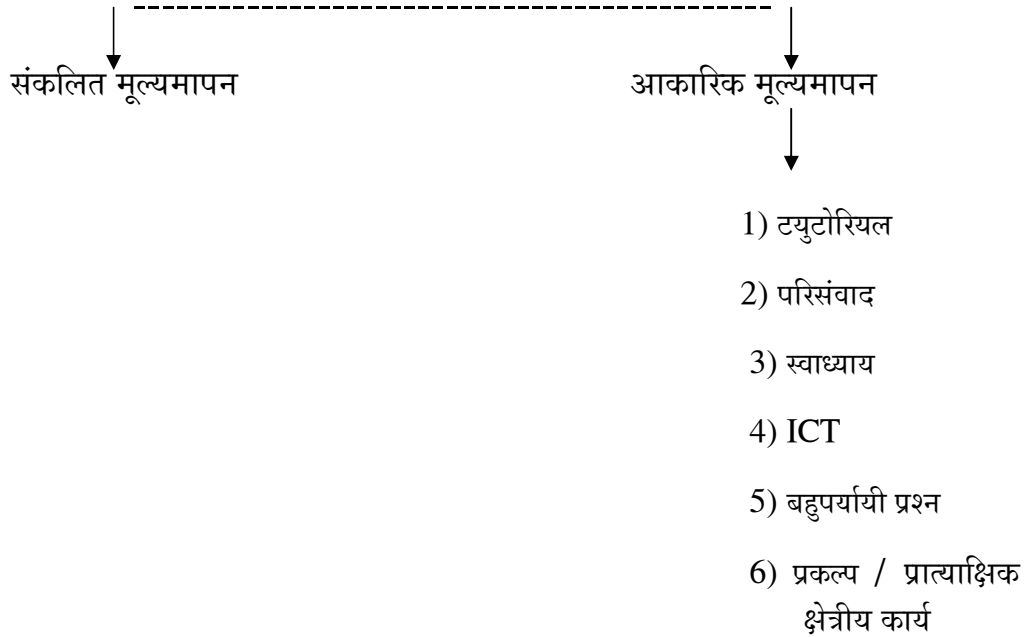 संकलित मूल्यमापन
आकारिक मूल्यमापन
1) टयुटोरियल
2) परिसंवाद
3) स्वाध्याय
4) ICT
5) बहुपर्यायी प्रश्न
6) प्रकल्प / प्रात्याक्षिक
क्षेत्रीय कार्य